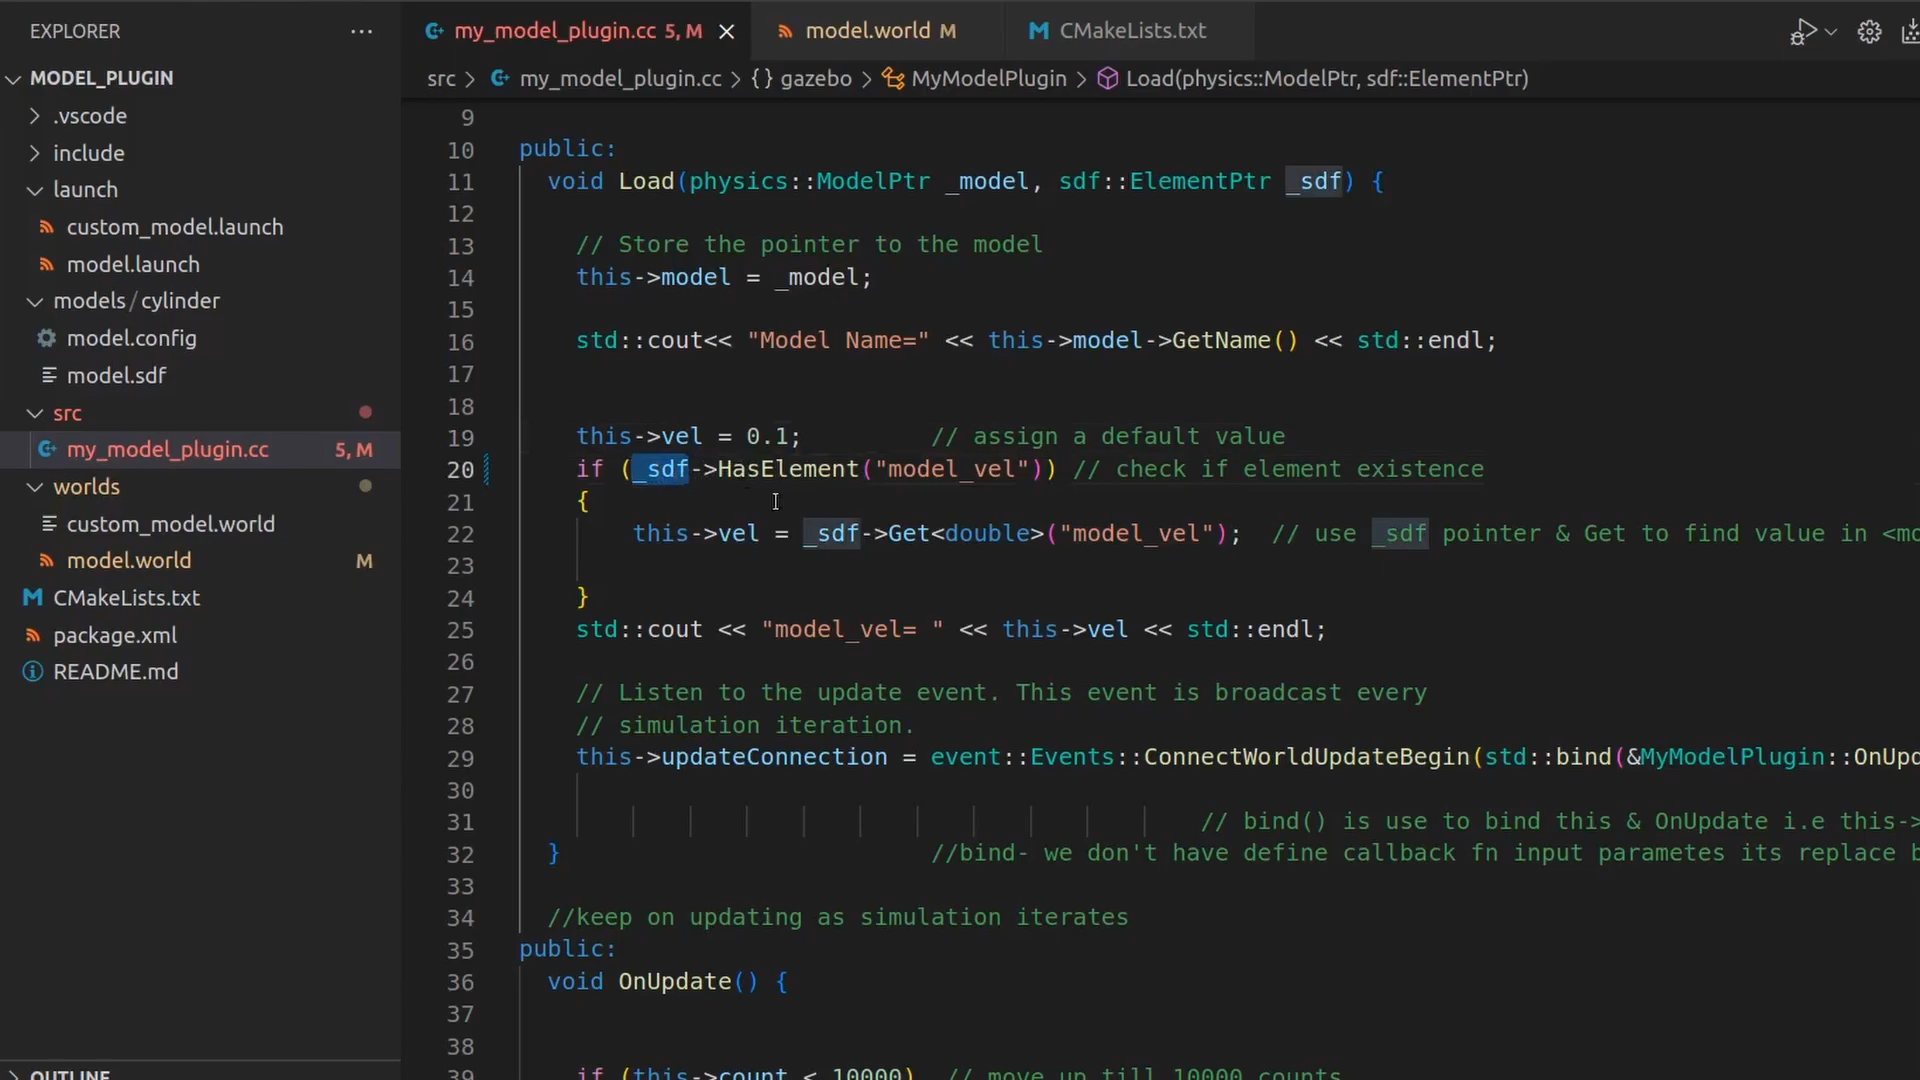 EXPLORER
MODEL_PLUGIN
.vscode
include
launch
custom_model.launch
model.launch
models/cylinder
model.config
model.sdf
src
my_model_plugin.cc 5, M
worlds
custom_model.world
model.world M
CMakeLists.txt
package.xml
README.md
OUTLINE
my_model_plugin.cc 5, M
model.world M
CMakeLists.txt
src > my_model_plugin.cc > {} gazebo > MyModelPlugin > Load(physics::ModelPtr, sdf::ElementPtr)
9
10 public:
11 void Load(physics::ModelPtr _model, sdf::ElementPtr _sdf) {
12
13 // Store the pointer to the model
14 this->model = _model;
15
16 std::cout<< "Model Name=" << this->model->GetName() << std::endl;
17
18
19 this->vel = 0.1; // assign a default value
20 if (_sdf->HasElement("model_vel")) // check if element existence
21 {
22 this->vel = _sdf->Get<double>("model_vel"); // use _sdf pointer & Get to find value in <mo
23
24 }
25 std::cout << "model_vel= " << this->vel << std::endl;
26
27 // Listen to the update event. This event is broadcast every
28 // simulation iteration.
29 this->updateConnection = event::Events::ConnectWorldUpdateBegin(std::bind(&MyModelPlugin::OnUpd
30
31 // bind() is use to bind this & OnUpdate i.e this->
32 } //bind- we don't have define callback fn input parametes its replace b
33
34 //keep on updating as simulation iterates
35 public:
36 void OnUpdate() {
37
38
39 if (this->count < 10000) // move up till 10000 counts